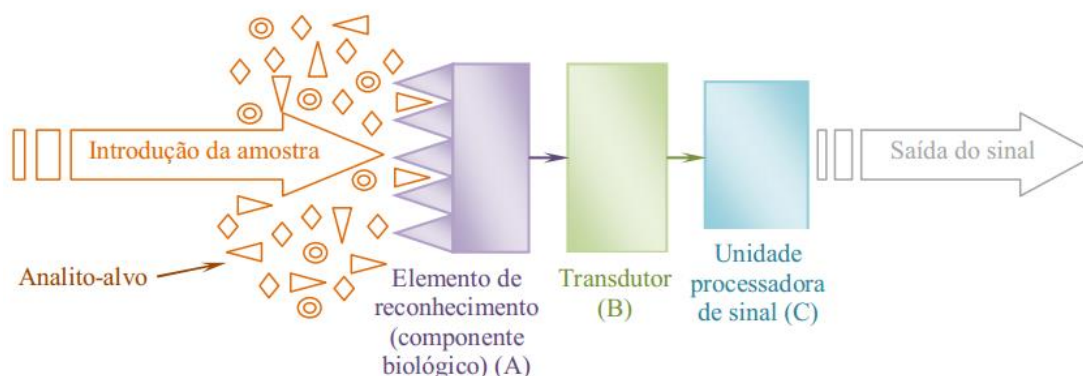 Introdução da amostra
Saída do sinal
Analito-alvo
Elemento de
reconhecimento
(componente
biológico) (A)
Transdutor
(B)
Unidade
processadora
de sinal (C)